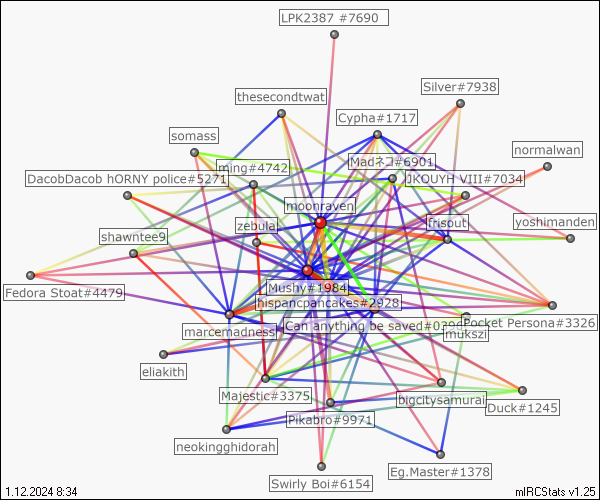 LPK2387 #7690
Silver#7938
thesecondtwat
Cypha#1717
somass
normalwan
Madネコ#6901
ming#4742
DacobDacob hORNY police#5271
KQUYH VIII#7034
moonraven
zebula
frisout
yoshimanden
shawntee9
Mushy#1984
Fedora Stoat#4479
hispancpancakes#2928
Can anything be saved
Pocket Persona#3326
marcemadness
mukszi
eliakith
Majestic#3375
bigcitysamurai
Duck#1245
Pikabro#9971
neokingghidorah
Eg.Master#1378
Swirly Boi#6154
1.12.2024 8:34
mIRCStats v1.25